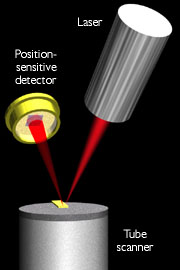 Laser
Position-
sensitive
detector
Tube
scanner